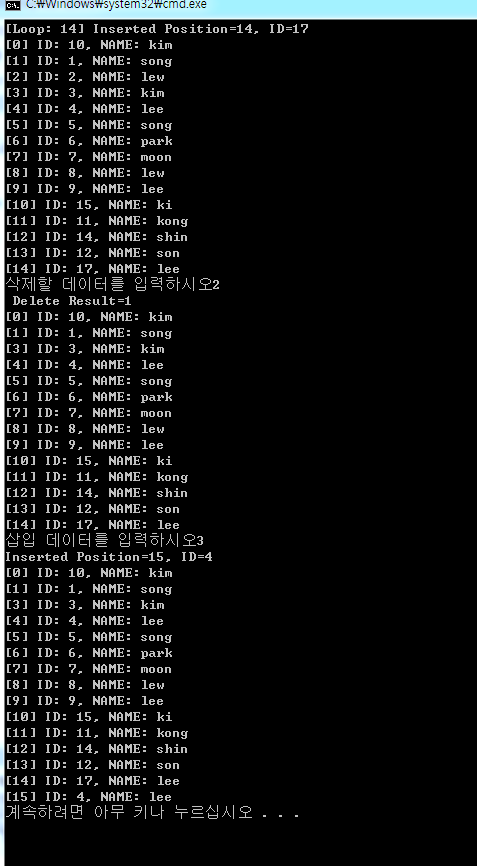 C:₩Windows₩system32₩cmd.exe
[Loop: 14] Inserted Position=14, ID=17
[0] ID: 10, NAME: kim
[1] ID: 1, NAME: song
[2] ID: 2, NAME: lew
[3] ID: 3, NAME: kim
[4] ID: 4, NAME: lee
[5] ID: 5, NAME: song
[6] ID: 6, NAME: park
[7] ID: 7, NAME: moon
[8] ID: 8, NAME: lew
[9] ID: 9, NAME: lee
[10] ID: 15, NAME: ki
[11] ID: 11, NAME: kong
[12] ID: 14, NAME: shin
[13] ID: 12, NAME: son
[14] ID: 17, NAME: lee
삭제할 데이터를 입력하시오2
Delete Result=1
[0] ID: 10, NAME: kim
[1] ID: 1, NAME: song
[3] ID: 3, NAME: kim
[4] ID: 4, NAME: lee
[5] ID: 5, NAME: song
[6] ID: 6, NAME: park
[7] ID: 7, NAME: moon
[8] ID: 8, NAME: lew
[9] ID: 9, NAME: lee
[10] ID: 15, NAME: ki
[11] ID: 11, NAME: kong
[12] ID: 14, NAME: shin
[13] ID: 12, NAME: son
[14] ID: 17, NAME: lee
삽입 데이터를 입력하시오3
Inserted Position=15, ID=4
[0] ID: 10, NAME: kim
[1] ID: 1, NAME: song
[3] ID: 3, NAME: kim
[4] ID: 4, NAME: lee
[5] ID: 5, NAME: song
[6] ID: 6, NAME: park
[7] ID: 7, NAME: moon
[8] ID: 8, NAME: lew
[9] ID: 9, NAME: lee
[10] ID: 15, NAME: ki
[11] ID: 11, NAME: kong
[12] ID: 14, NAME: shin
[13] ID: 12, NAME: son
[14] ID: 17, NAME: lee
[15] ID: 4, NAME: lee
계속하려면 아무 키나 누르십시오 . . .